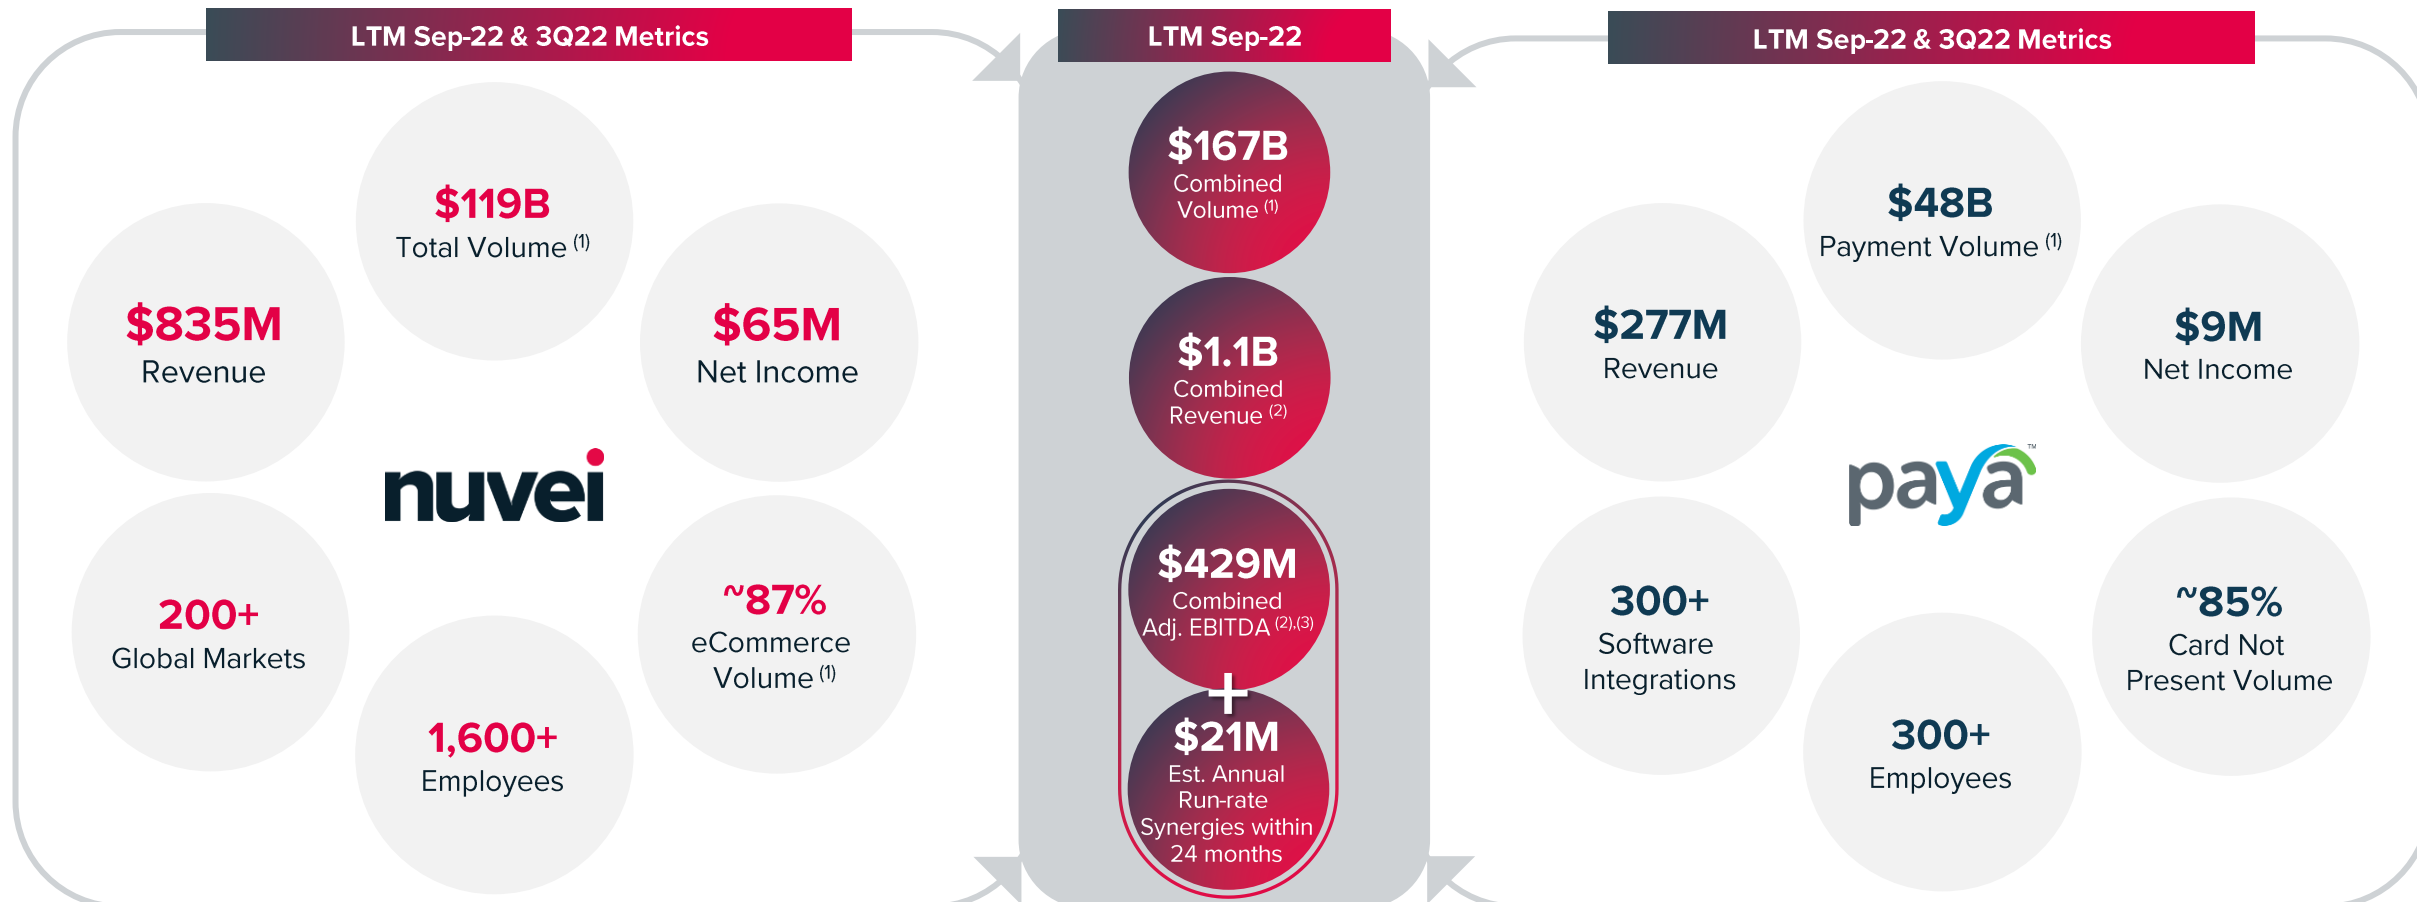 LTM Sep-22 & 3Q22 Metrics
$119B
Total Volume (1)
$835M
Revenue
$65M
Net Income
nuvei
200+
Global Markets
~87%
eCommerce
Volume (1)
1,600+
Employees
LTM Sep-22
$167B
Combined
Volume (1)
$1.1B
Combined
Revenue (2)
$429M
Combined
Adj. EBITDA (2),(3)
+
$21M
Est. Annual
Run-rate
Synergies within
24 months
LTM Sep-22 & 3Q22 Metrics
$48B
Payment Volume (1)
$277M
Revenue
$9M
Net Income
paya™
300+
Software
Integrations
~85%
Card Not
Present Volume
300+
Employees